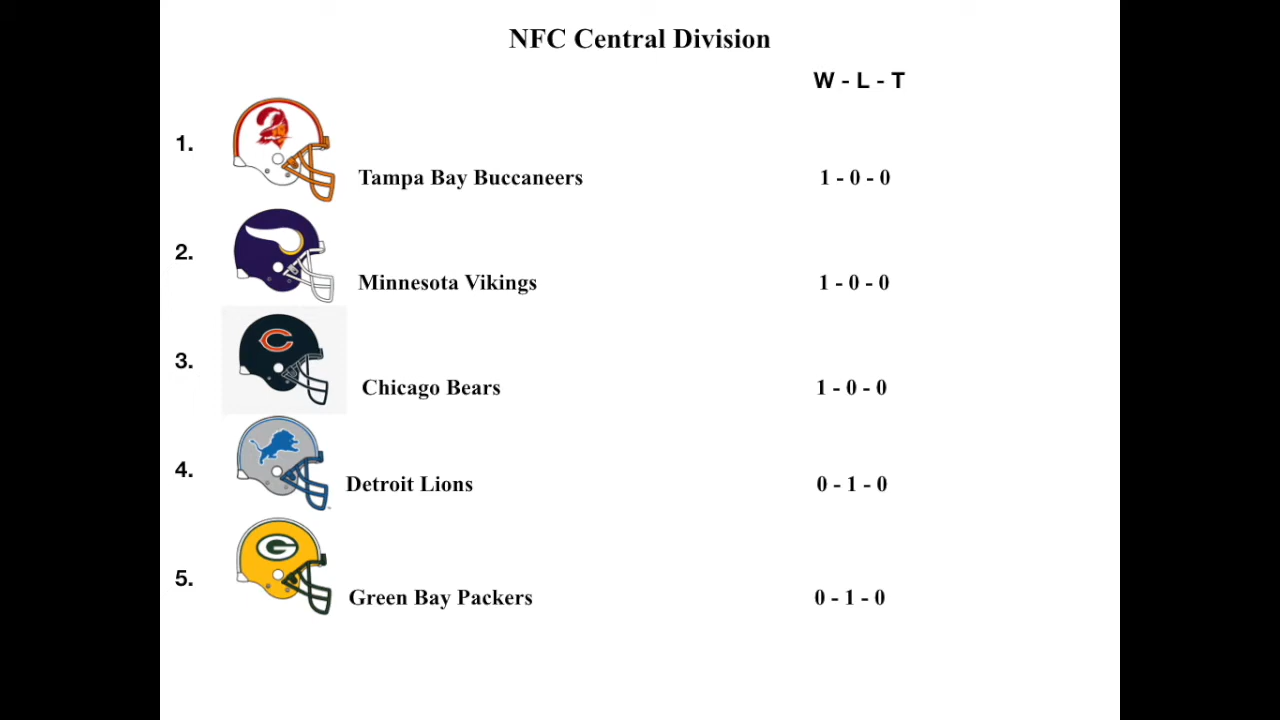 NFC Central Division
W - L - T
1.
Tampa Bay Buccaneers 1 - 0 - 0
2.
Minnesota Vikings 1 - 0 - 0
3.
Chicago Bears 1 - 0 - 0
4.
Detroit Lions 0 - 1 - 0
5.
Green Bay Packers 0 - 1 - 0